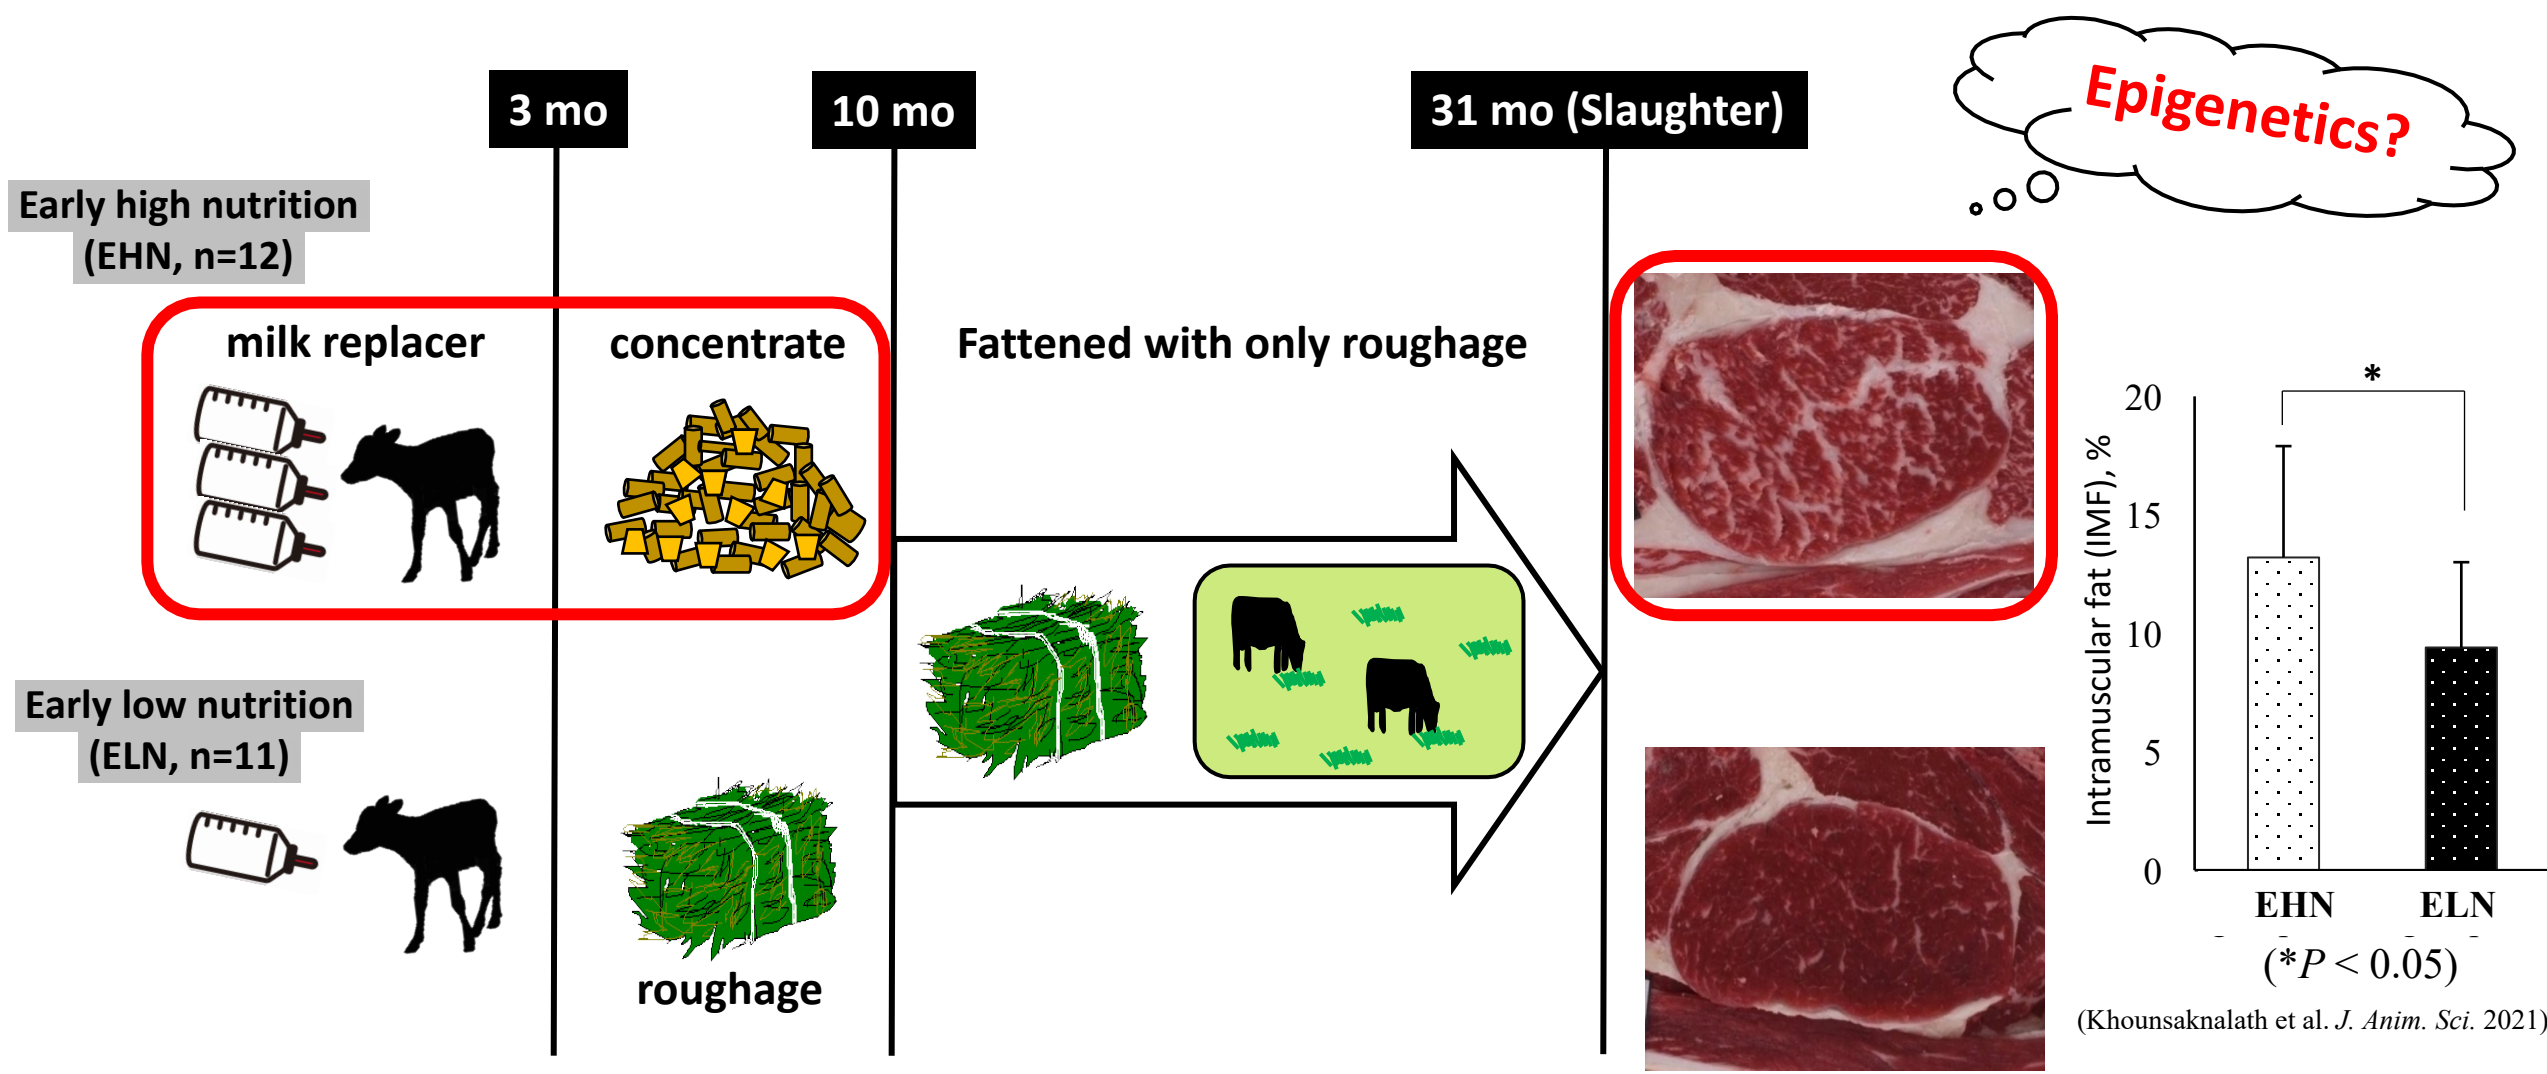 3 mo
10 mo
31 mo (Slaughter)
Epigenetics?
Early high nutrition
(EHN, n=12)
milk replacer
concentrate
Fattened with only roughage
Early low nutrition
(ELN, n=11)
roughage
Intramuscular fat (IMF), %
*
20
15
10
5
0
EHN
ELN
(*P < 0.05)
(Khounsaknalath et al. J. Anim. Sci. 2021)